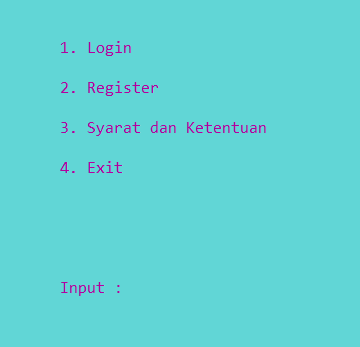 1. Login
2. Register
3. Syarat dan Ketentuan
4. Exit
Input :